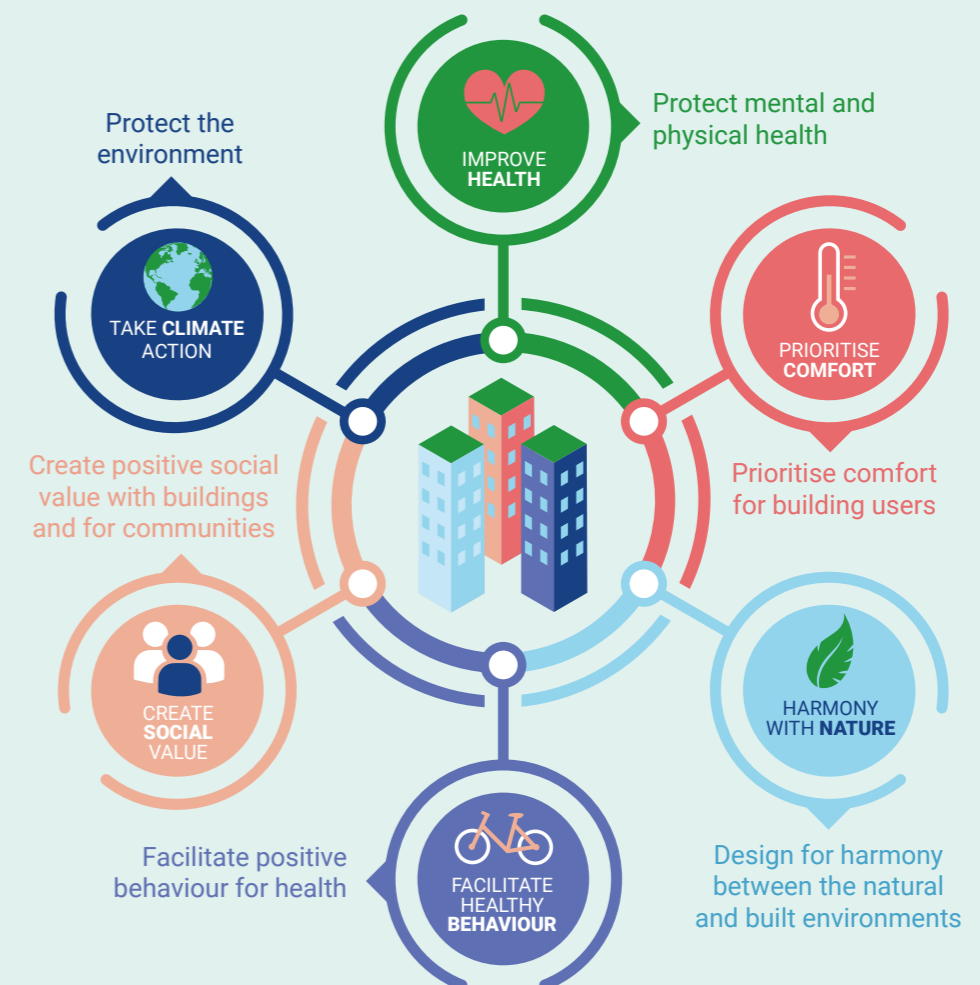 Protect the
environment
TAKE CLIMATE
ACTION
IMPROVE
HEALTH
Protect mental and
physical health
PRIORITISE
COMFORT
Prioritise comfort
for building users
Create positive social
value with buildings
and for communities
CREATE
SOCIAL
VALUE
HARMONY
WITH NATURE
Design for harmony
between the natural
and built environments
Facilitate positive
behaviour for health
FACILITATE
HEALTHY
BEHAVIOUR